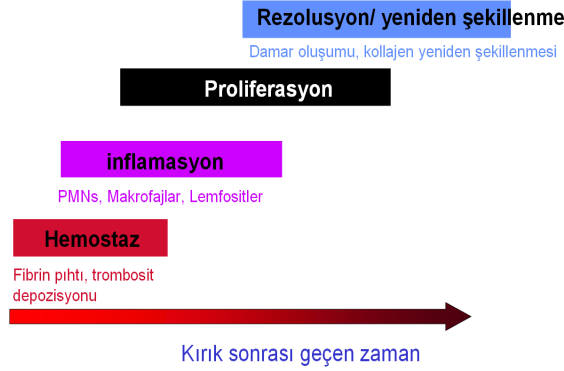 Rezolusyon/ yeniden şekillenme
Damar oluşumu, kollajen yeniden şekillenmesi
Proliferasyon
inflamasyon
PMNs, Makrofajlar, Lemfositler
Hemostaz
Fibrin pıhtı, trombosit
depozisyonu
Kırık sonrası geçen zaman